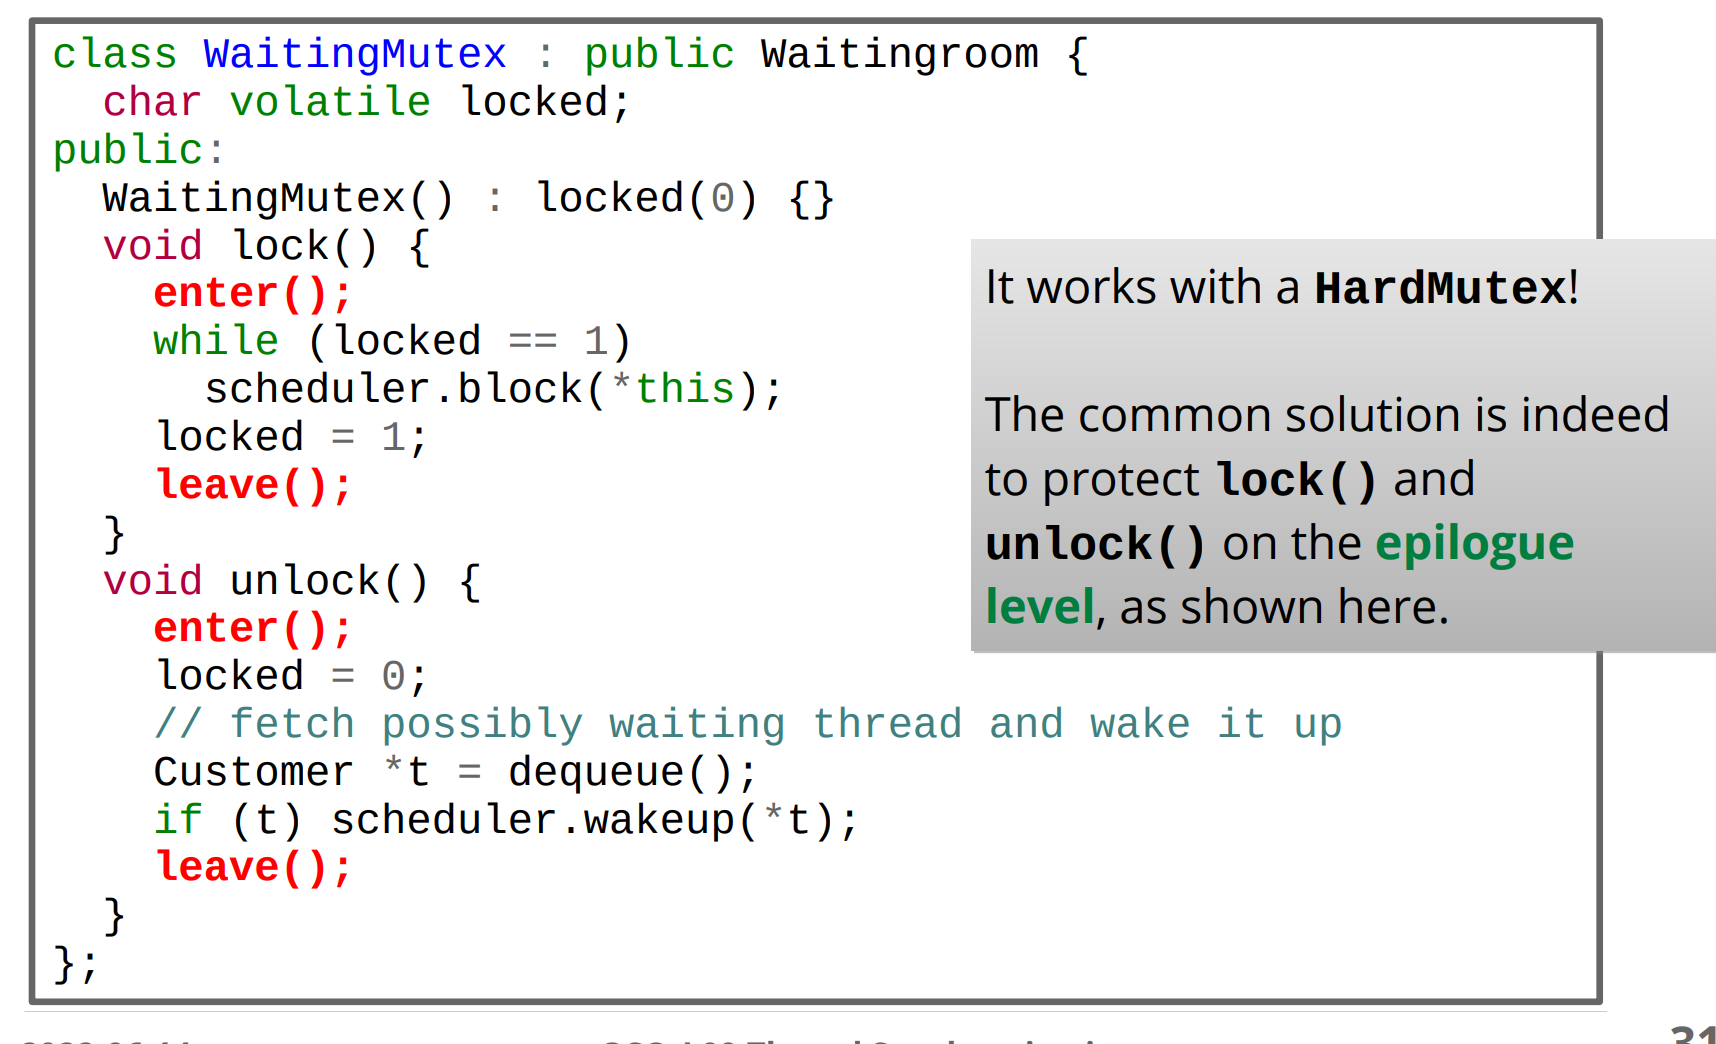 class WaitingMutex : public Waitingroom {
char volatile locked;
public:
WaitingMutex() : locked(0) {}
void lock() {
enter();
while (locked == 1)
scheduler.block(*this);
locked = 1;
leave();
}
void unlock() {
enter();
locked = 0;
// fetch possibly waiting thread and wake it up
Customer *t = dequeue();
if (t) scheduler.wakeup(*t);
leave();
}
};
It works with a HardMutex!
The common solution is indeed
to protect lock() and
unlock() on the epilogue
level, as shown here.
31